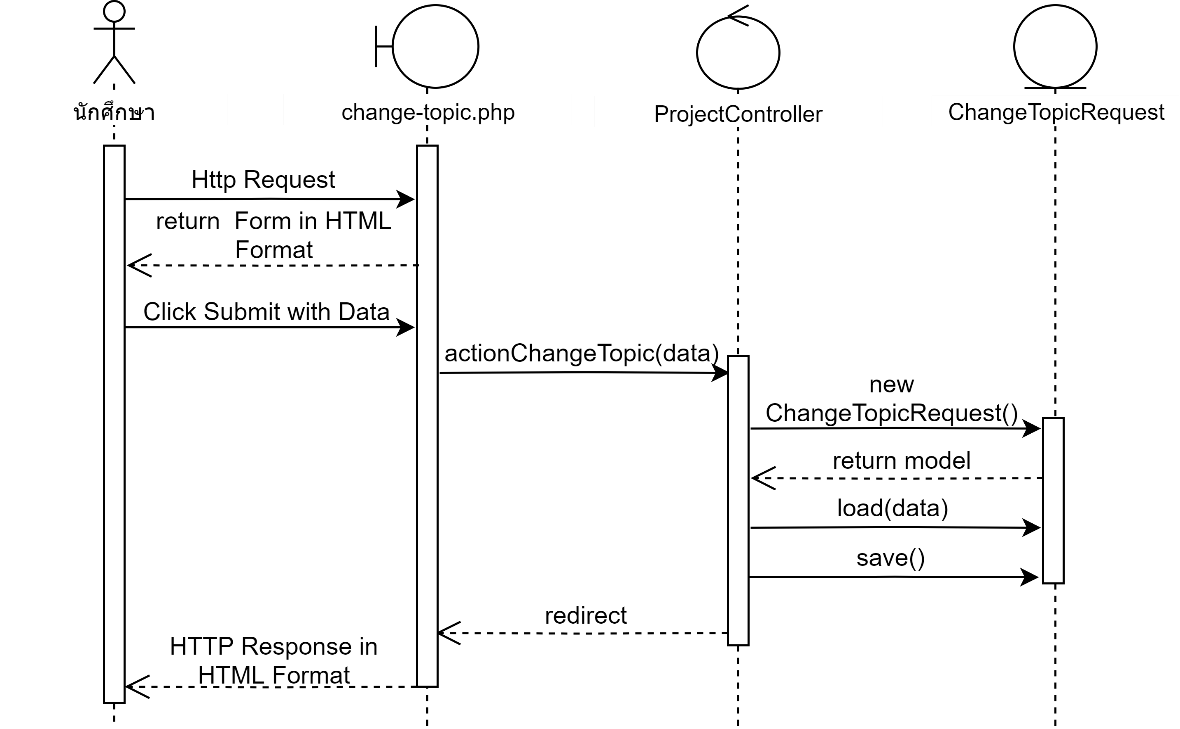 นักศึกษา
change-topic.php
ProjectController
ChangeTopicRequest
Http Request
return Form in HTML
Format
Click Submit with Data
actionChangeTopic(data)
new
ChangeTopicRequest()
return model
load(data)
save()
redirect
HTTP Response in
HTML Format